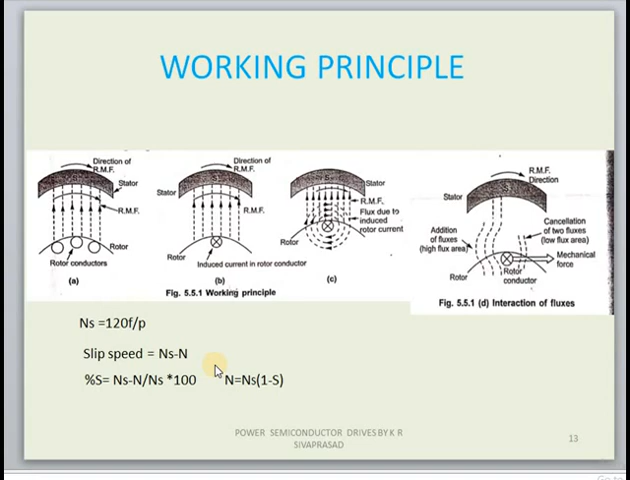 WORKING PRINCIPLE
Direction of
R.M.F.
Stator
R.M.F.
Rotor
Rotor conductors
(a)
Direction of
R.M.F.
Stator
R.M.F.
Rotor
Induced current in rotor conductor
(b)
Stator
R.M.F.
Flux due to
induced
rotor current
Rotor
(c)
Fig. 5.5.1 Working principle
R.M.F.
Direction
Stator
Addition
of fluxes
(high flux area)
Cancellation
of two fluxes
(low flux area)
Mechanical
force
Rotor
Rotor
conductor
Fig. 5.5.1 (d) Interaction of fluxes
Ns =120f/p
Slip speed = Ns-N
%S= Ns-N/Ns *100 N=Ns(1-S)
POWER SEMICONDUCTOR DRIVES BY K R
SIVAPRASAD
13